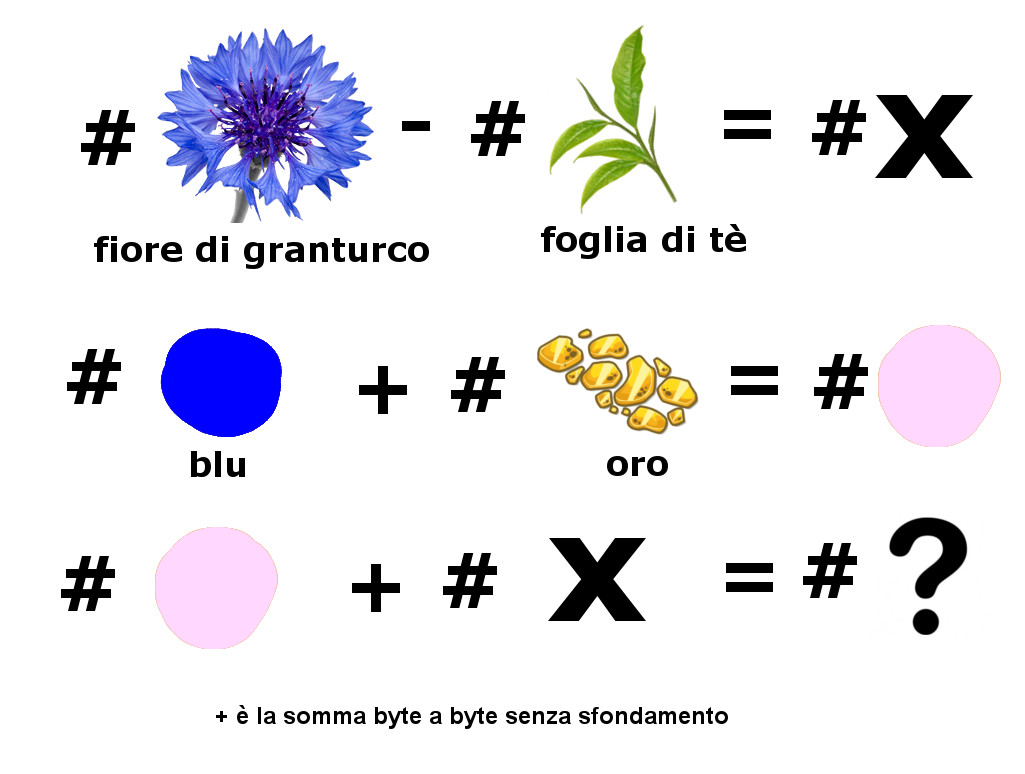 # - # = # X
fiore di granturco foglia di tè
# + # = #
blu oro
# + # X = # ?
+ è la somma byte a byte senza sfondamento